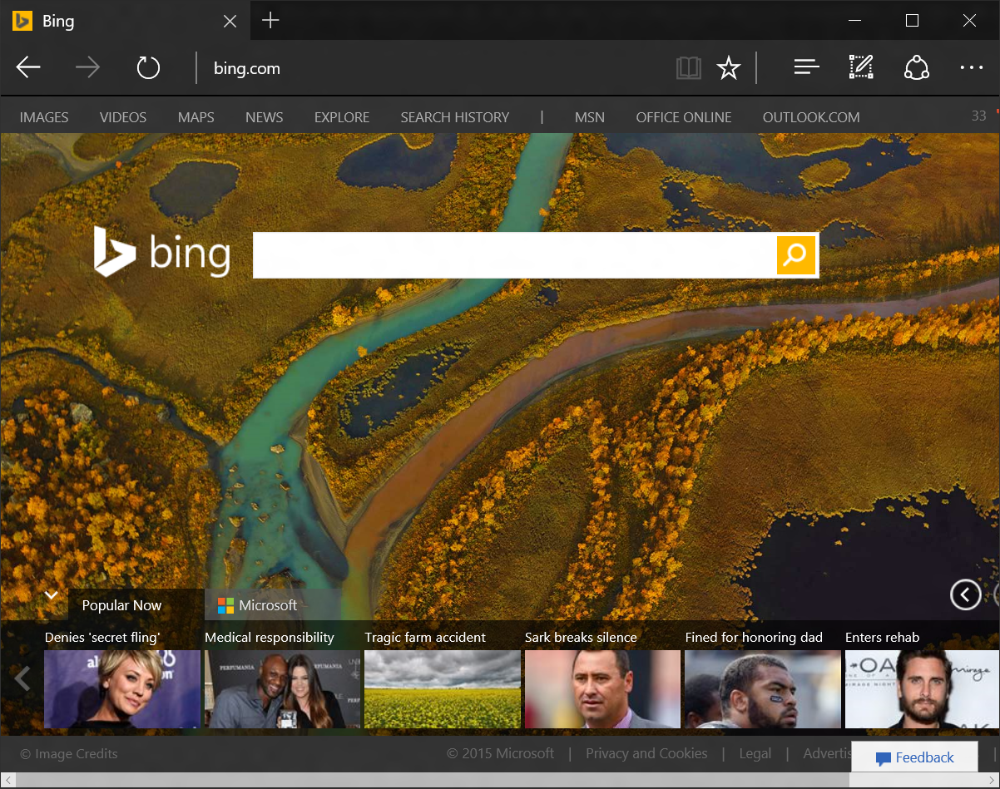 Bing
bing.com
IMAGES VIDEOS MAPS NEWS EXPLORE SEARCH HISTORY | MSN OFFICE ONLINE OUTLOOK.COM 33
bing
Popular Now Microsoft
Denies 'secret fling' Medical responsibility Tragic farm accident Sark breaks silence Fined for honoring dad Enters rehab
PERFUMANIA
mirage
© Image Credits © 2015 Microsoft | Privacy and Cookies | Legal | Advertis
Feedback